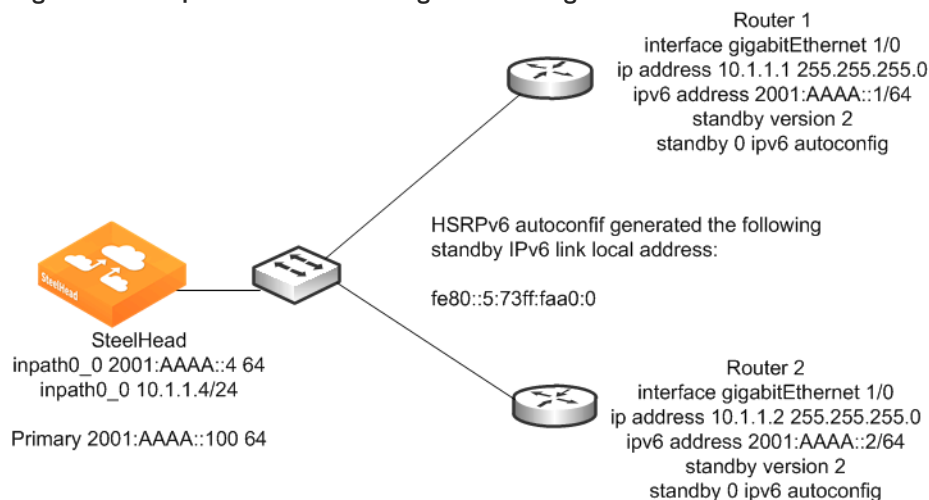 Router 1
interface gigabitEthernet 1/0
ip address 10.1.1.1 255.255.255.0
ipv6 address 2001:AAAA::1/64
standby version 2
standby 0 ipv6 autoconfig
HSRPv6 autoconfif generated the following
standby IPv6 link local address:
fe80::5:73ff:faa0:0
SteelHead
SteelHead
inpath0_0 2001:AAAA::4 64
inpath0_0 10.1.1.4/24
Primary 2001:AAAA::100 64
Router 2
interface gigabitEthernet 1/0
ip address 10.1.1.2 255.255.255.0
ipv6 address 2001:AAAA::2/64
standby version 2
standby 0 ipv6 autoconfig